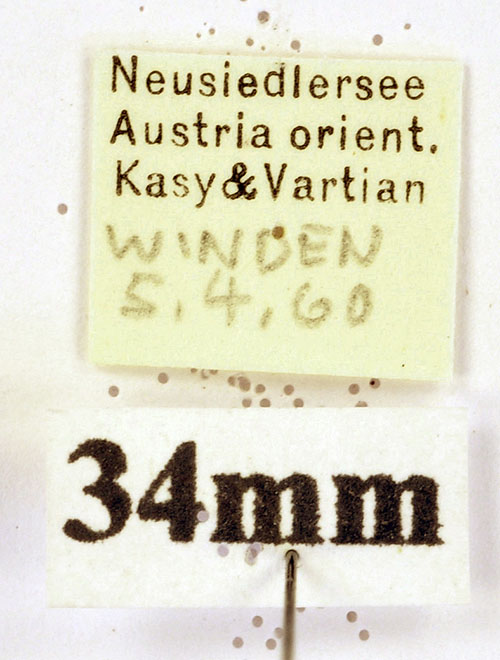 Neusiedlersee
Austria orient.
Kasy & Vartian
WINDEN
5.4.60
34mm